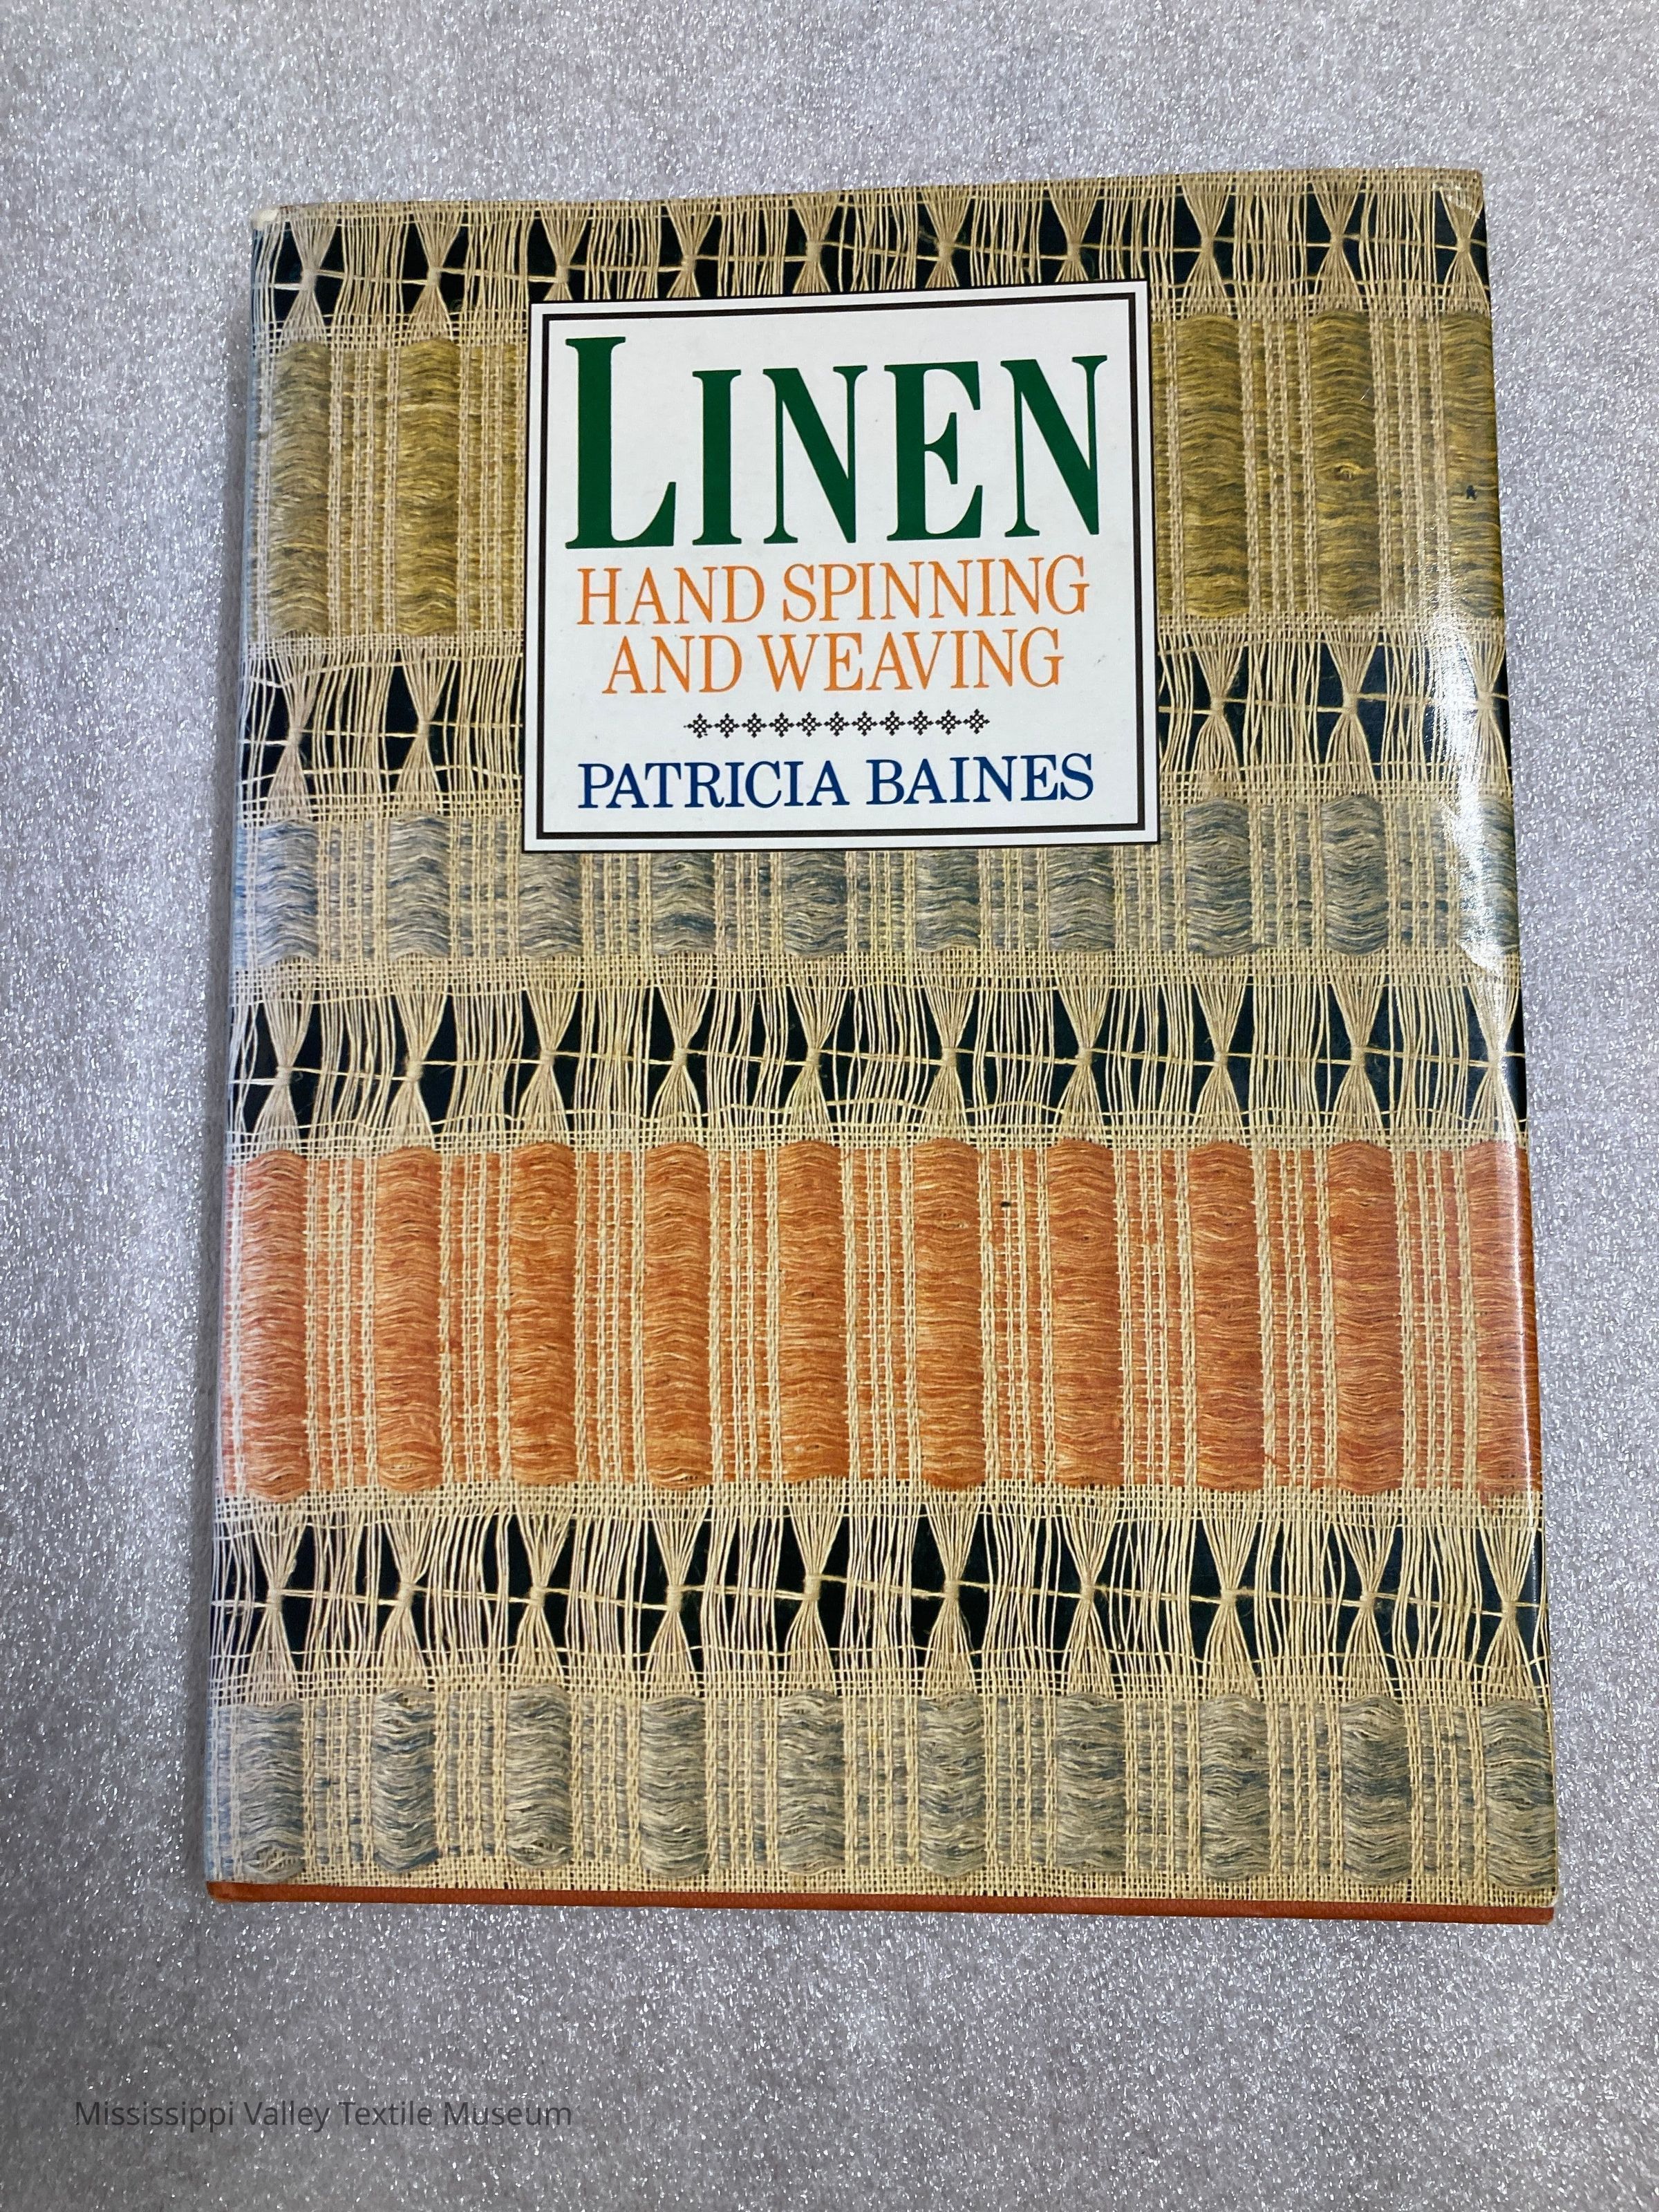 LINEN
HAND SPINNING
AND WEAVING
PATRICIA BAINES
Mississippi Valley Textile Museum